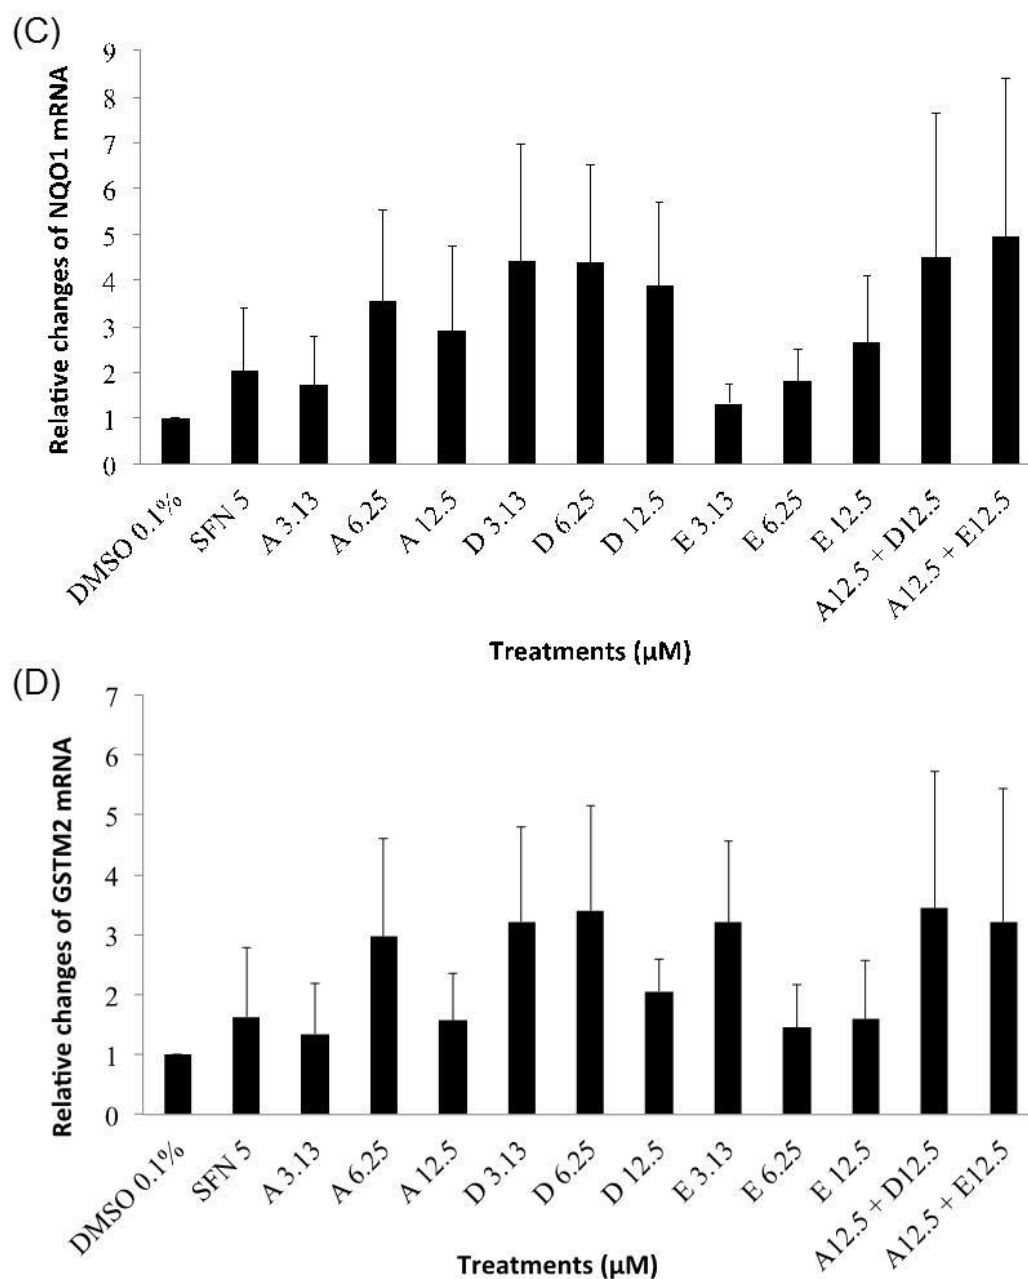 (C)
Relative changes of NQO1 mRNA
9
8
7
6
5
4
3
2
1
0
DMSO 0.1%
SFN 5
A 3.13
A 6.25
A 12.5
D 3.13
D 6.25
D 12.5
E 3.13
E 6.25
E 12.5
A12.5 + D12.5
A12.5 + E12.5
Treatments (µM)
(D)
Relative changes of GSTM2 mRNA
7
6
5
4
3
2
1
0
DMSO 0.1%
SFN 5
A 3.13
A 6.25
A 12.5
D 3.13
D 6.25
D 12.5
E 3.13
E 6.25
E 12.5
A12.5 + D12.5
A12.5 + E12.5
Treatments (µM)